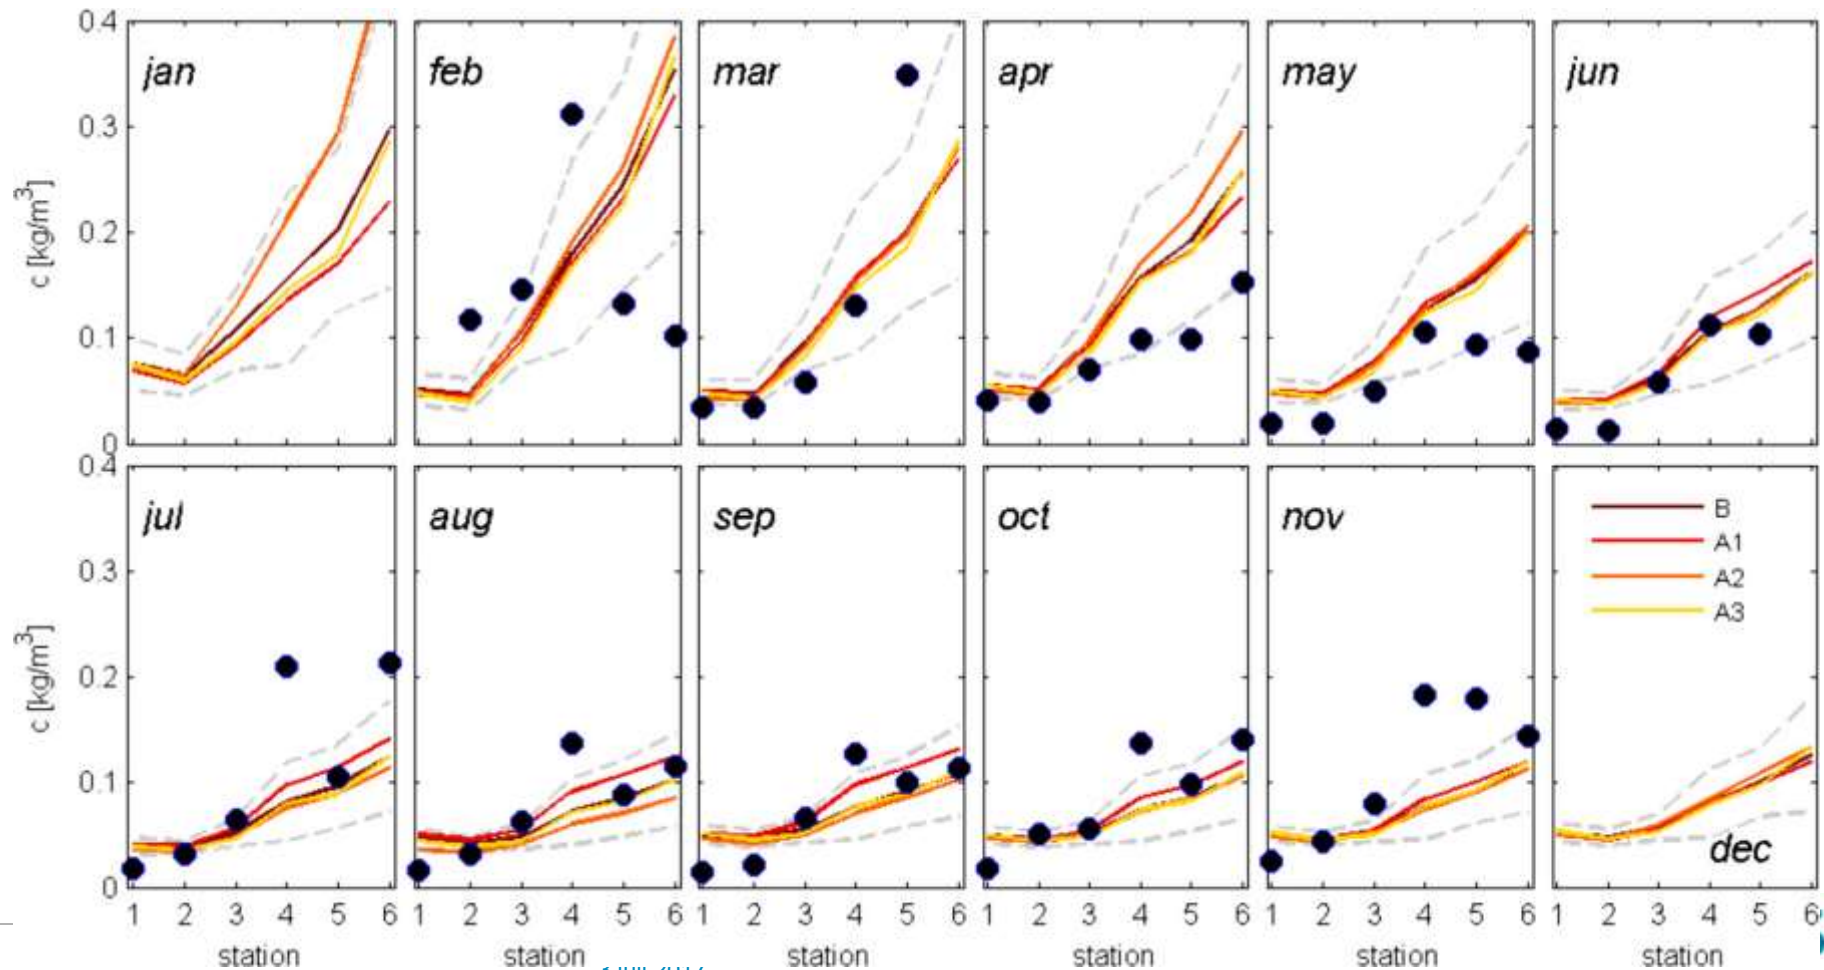 0.4
0.3
0.2
0.1
0
c [kg/m³]
jan
feb
mar
apr
may
jun
0.4
0.3
0.2
0.1
0
c [kg/m³]
jul
aug
sep
oct
nov
B
A1
A2
A3
dec
1 2 3 4 5 6
1 2 3 4 5 6
1 2 3 4 5 6
1 2 3 4 5 6
1 2 3 4 5 6
1 2 3 4 5 6
station
station
station
station
station
station